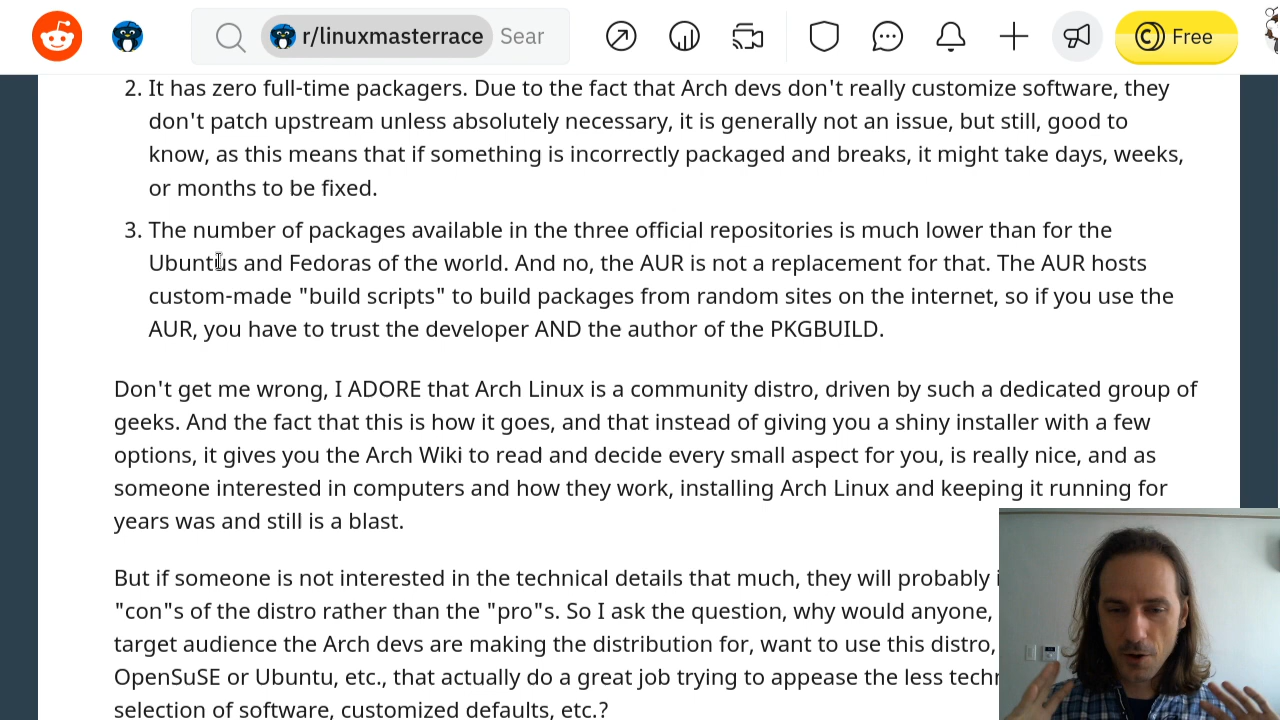 r/linuxmasterrace Sear Free
2. It has zero full-time packagers. Due to the fact that Arch devs don't really customize software, they
don't patch upstream unless absolutely necessary, it is generally not an issue, but still, good to
know, as this means that if something is incorrectly packaged and breaks, it might take days, weeks,
or months to be fixed.
3. The number of packages available in the three official repositories is much lower than for the
Ubuntus and Fedoras of the world. And no, the AUR is not a replacement for that. The AUR hosts
custom-made "build scripts" to build packages from random sites on the internet, so if you use the
AUR, you have to trust the developer AND the author of the PKGBUILD.
Don't get me wrong, I ADORE that Arch Linux is a community distro, driven by such a dedicated group of
geeks. And the fact that this is how it goes, and that instead of giving you a shiny installer with a few
options, it gives you the Arch Wiki to read and decide every small aspect for you, is really nice, and as
someone interested in computers and how they work, installing Arch Linux and keeping it running for
years was and still is a blast.
But if someone is not interested in the technical details that much, they will probably
"con"s of the distro rather than the "pro"s. So I ask the question, why would anyone,
target audience the Arch devs are making the distribution for, want to use this distro,
OpenSuSE or Ubuntu, etc., that actually do a great job trying to appease the less techn
selection of software, customized defaults, etc.?